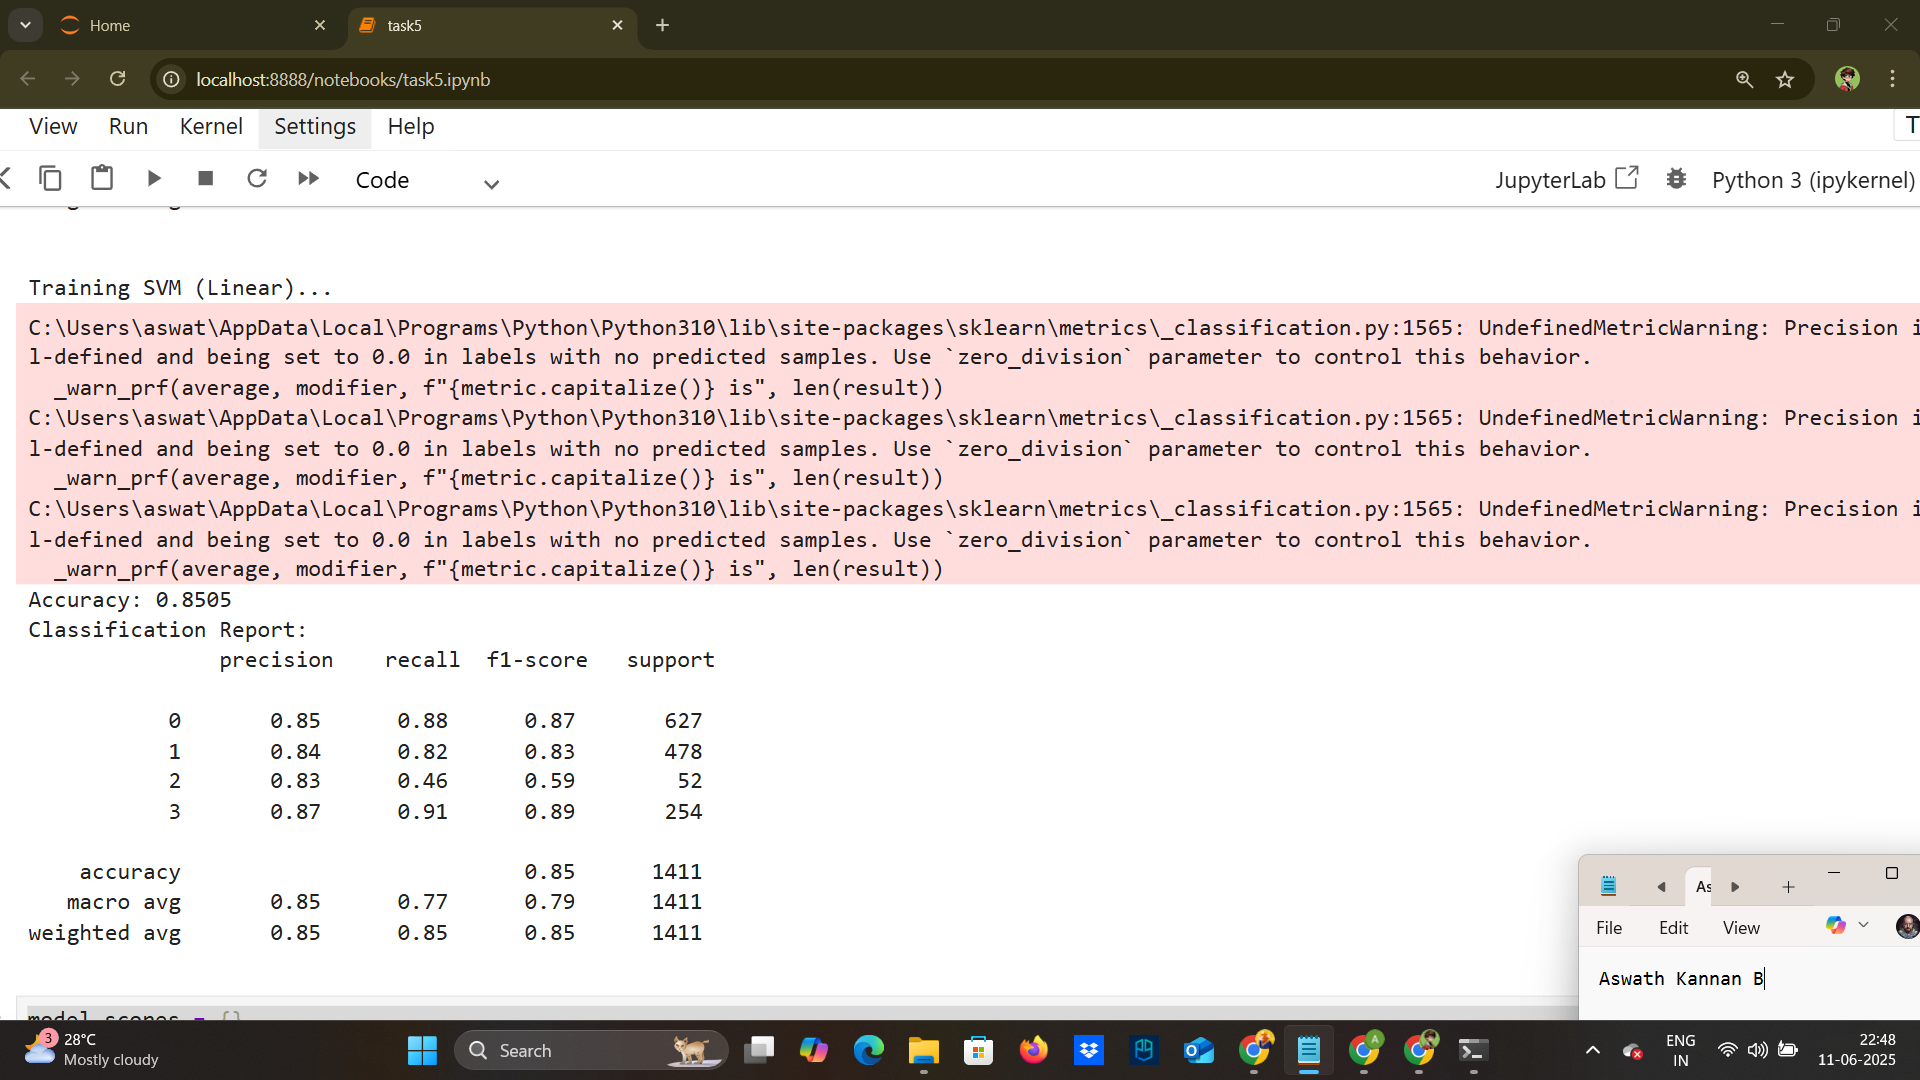 Home
task5
localhost:8888/notebooks/task5.ipynb
View Run Kernel Settings Help
T
Code
JupyterLab
Python 3 (ipykernel)
Training SVM (Linear)...
C:\Users\aswat\AppData\Local\Programs\Python\Python310\lib\site-packages\sklearn\metrics\_classification.py:1565: UndefinedMetricWarning: Precision i
l-defined and being set to 0.0 in labels with no predicted samples. Use `zero_division` parameter to control this behavior.
_warn_prf(average, modifier, f"{metric.capitalize()} is", len(result))
C:\Users\aswat\AppData\Local\Programs\Python\Python310\lib\site-packages\sklearn\metrics\_classification.py:1565: UndefinedMetricWarning: Precision i
l-defined and being set to 0.0 in labels with no predicted samples. Use `zero_division` parameter to control this behavior.
_warn_prf(average, modifier, f"{metric.capitalize()} is", len(result))
C:\Users\aswat\AppData\Local\Programs\Python\Python310\lib\site-packages\sklearn\metrics\_classification.py:1565: UndefinedMetricWarning: Precision i
l-defined and being set to 0.0 in labels with no predicted samples. Use `zero_division` parameter to control this behavior.
_warn_prf(average, modifier, f"{metric.capitalize()} is", len(result))
Accuracy: 0.8505
Classification Report:
precision recall f1-score support
0 0.85 0.88 0.87 627
1 0.84 0.82 0.83 478
2 0.83 0.46 0.59 52
3 0.87 0.91 0.89 254
accuracy 0.85 1411
macro avg 0.85 0.77 0.79 1411
weighted avg 0.85 0.85 0.85 1411
model_scores = {}
As
File Edit View
Aswath Kannan B
3
28°C
Mostly cloudy
Search
A
ENG
IN
22:48
11-06-2025